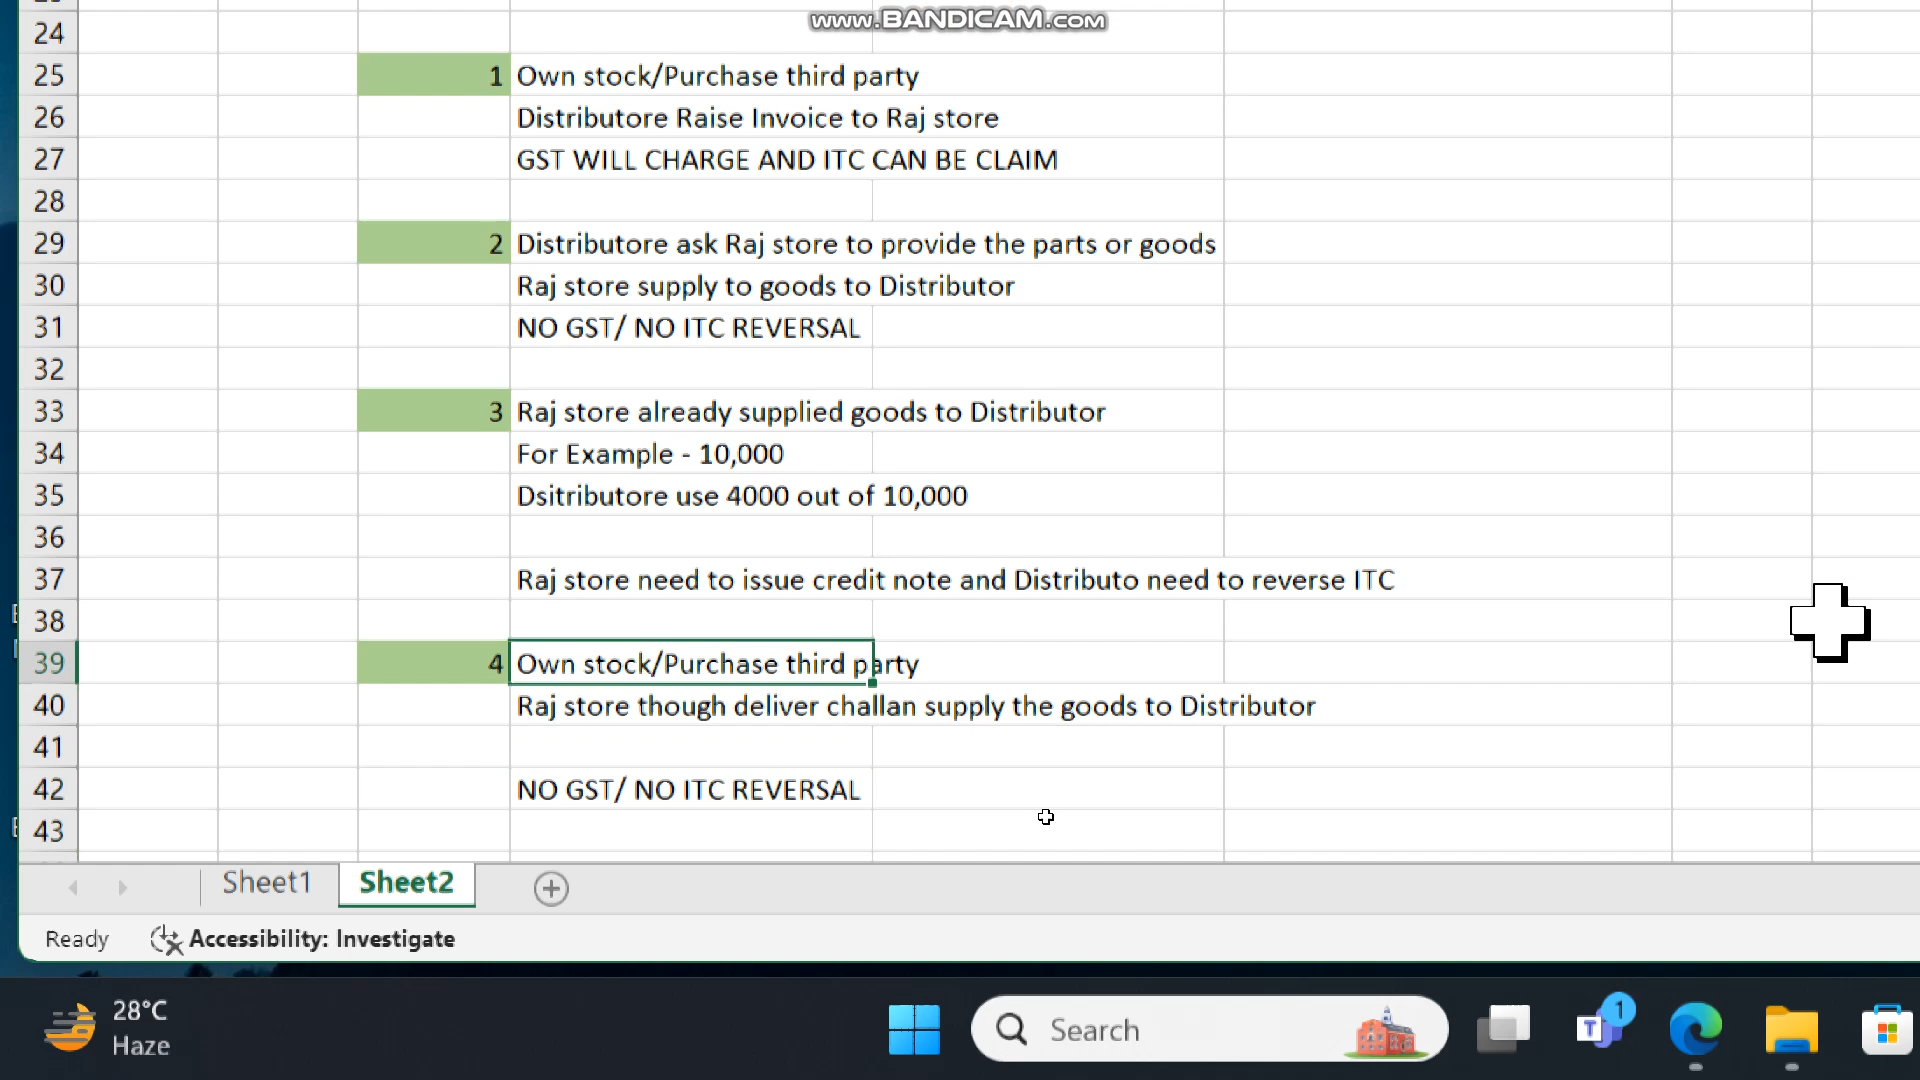 www.BANDICAM.com
24
25 1 Own stock/Purchase third party
26 Distributore Raise Invoice to Raj store
27 GST WILL CHARGE AND ITC CAN BE CLAIM
28
29 2 Distributore ask Raj store to provide the parts or goods
30 Raj store supply to goods to Distributor
31 NO GST/ NO ITC REVERSAL
32
33 3 Raj store already supplied goods to Distributor
34 For Example - 10,000
35 Dsitributore use 4000 out of 10,000
36
37 Raj store need to issue credit note and Distributo need to reverse ITC
38
39 4 Own stock/Purchase third party
40 Raj store though deliver challan supply the goods to Distributor
41
42 NO GST/ NO ITC REVERSAL
43
Sheet1 Sheet2
Ready Accessibility: Investigate
28°C
Haze
Search
T
1